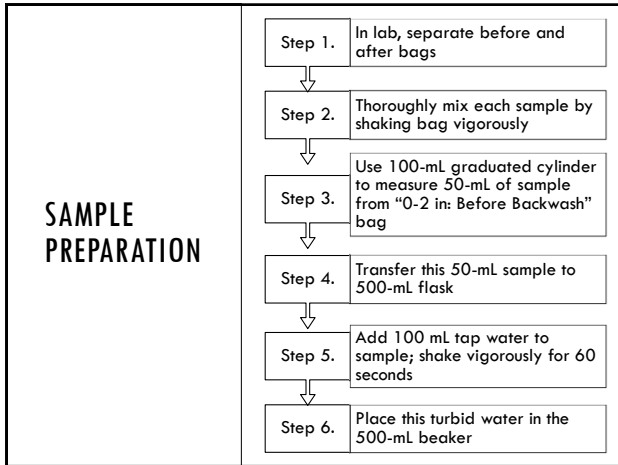 SAMPLE
PREPARATION
Step 1.
In lab, separate before and
after bags
Step 2.
Thoroughly mix each sample by
shaking bag vigorously
Step 3.
Use 100-mL graduated cylinder
to measure 50-mL of sample
from “0-2 in: Before Backwash”
bag
Step 4.
Transfer this 50-mL sample to
500-mL flask
Step 5.
Add 100 mL tap water to
sample; shake vigorously for 60
seconds
Step 6.
Place this turbid water in the
500-mL beaker